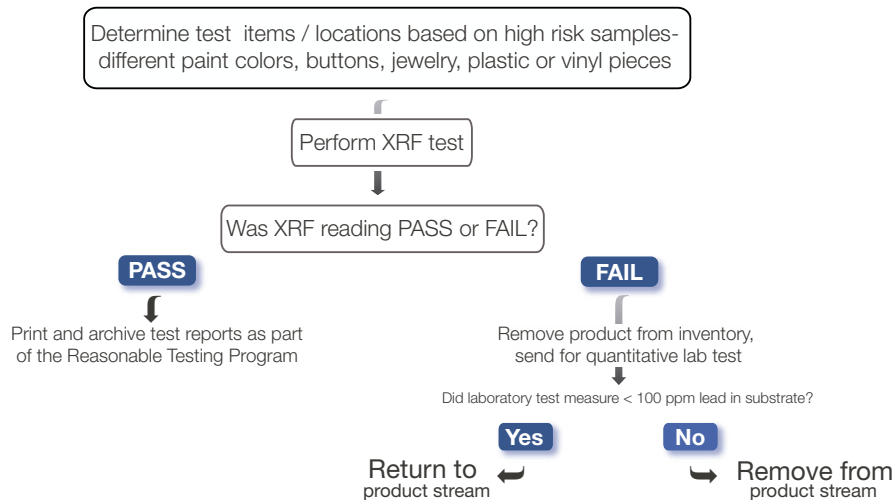 Determine test items / locations based on high risk samples-
different paint colors, buttons, jewelry, plastic or vinyl pieces
Perform XRF test
Was XRF reading PASS or FAIL?
PASS
FAIL
Print and archive test reports as part
of the Reasonable Testing Program
Remove product from inventory,
send for quantitative lab test
Did laboratory test measure < 100 ppm lead in substrate?
Yes
No
Return to
product stream
Remove from
product stream